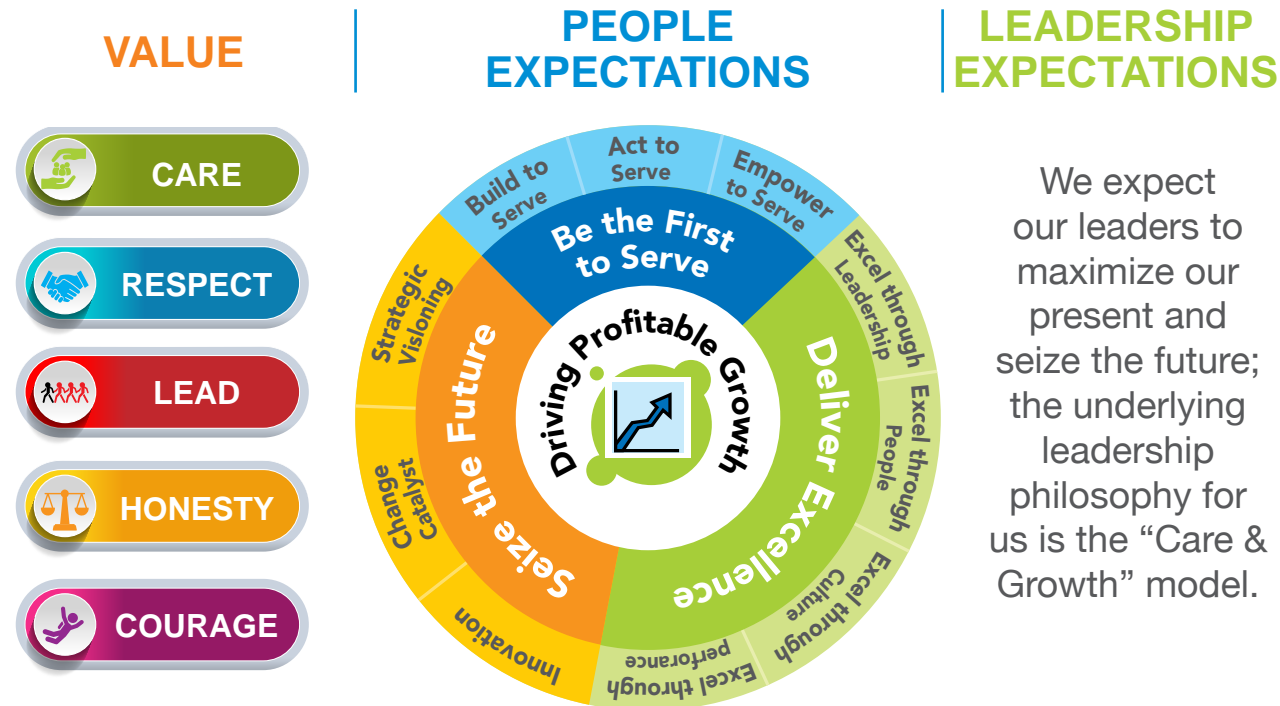 VALUE
CARE
RESPECT
LEAD
HONESTY
COURAGE
PEOPLE
EXPECTATIONS
Build to
Serve
Act to
Serve
Empower
to Serve
Be the First
to Serve
Excel through
Leadership
Excel through
People
Excel through
Culture
Excel through
perforance
Deliver Excellence
Innovation
Change
Catalyst
Strategic
Visloning
Seize the Future
Driving Profitable Growth
LEADERSHIP
EXPECTATIONS
We expect
our leaders to
maximize our
present and
seize the future;
the underlying
leadership
philosophy for
us is the “Care &
Growth” model.